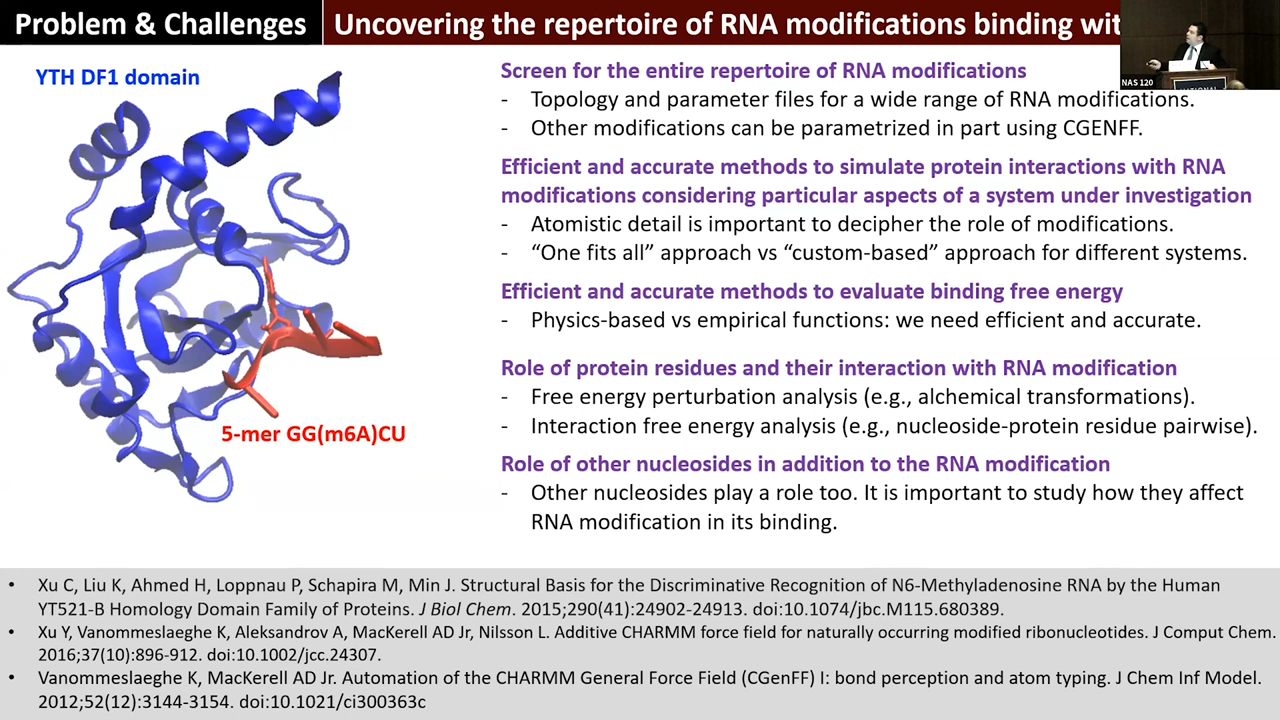 Problem & Challenges
Uncovering the repertoire of RNA modifications binding wit
NAS 120
NATIONAL
YTH DF1 domain
5-mer GG(m6A)CU
Screen for the entire repertoire of RNA modifications
- Topology and parameter files for a wide range of RNA modifications.
- Other modifications can be parametrized in part using CGENFF.
Efficient and accurate methods to simulate protein interactions with RNA
modifications considering particular aspects of a system under investigation
- Atomistic detail is important to decipher the role of modifications.
- “One fits all” approach vs “custom-based” approach for different systems.
Efficient and accurate methods to evaluate binding free energy
- Physics-based vs empirical functions: we need efficient and accurate.
Role of protein residues and their interaction with RNA modification
- Free energy perturbation analysis (e.g., alchemical transformations).
- Interaction free energy analysis (e.g., nucleoside-protein residue pairwise).
Role of other nucleosides in addition to the RNA modification
- Other nucleosides play a role too. It is important to study how they affect
RNA modification in its binding.
• Xu C, Liu K, Ahmed H, Loppnau P, Schapira M, Min J. Structural Basis for the Discriminative Recognition of N6-Methyladenosine RNA by the Human
YT521-B Homology Domain Family of Proteins. J Biol Chem. 2015;290(41):24902-24913. doi:10.1074/jbc.M115.680389.
• Xu Y, Vanommeslaeghe K, Aleksandrov A, MacKerell AD Jr, Nilsson L. Additive CHARMM force field for naturally occurring modified ribonucleotides. J Comput Chem.
2016;37(10):896-912. doi:10.1002/jcc.24307.
• Vanommeslaeghe K, MacKerell AD Jr. Automation of the CHARMM General Force Field (CGenFF) I: bond perception and atom typing. J Chem Inf Model.
2012;52(12):3144-3154. doi:10.1021/ci300363c